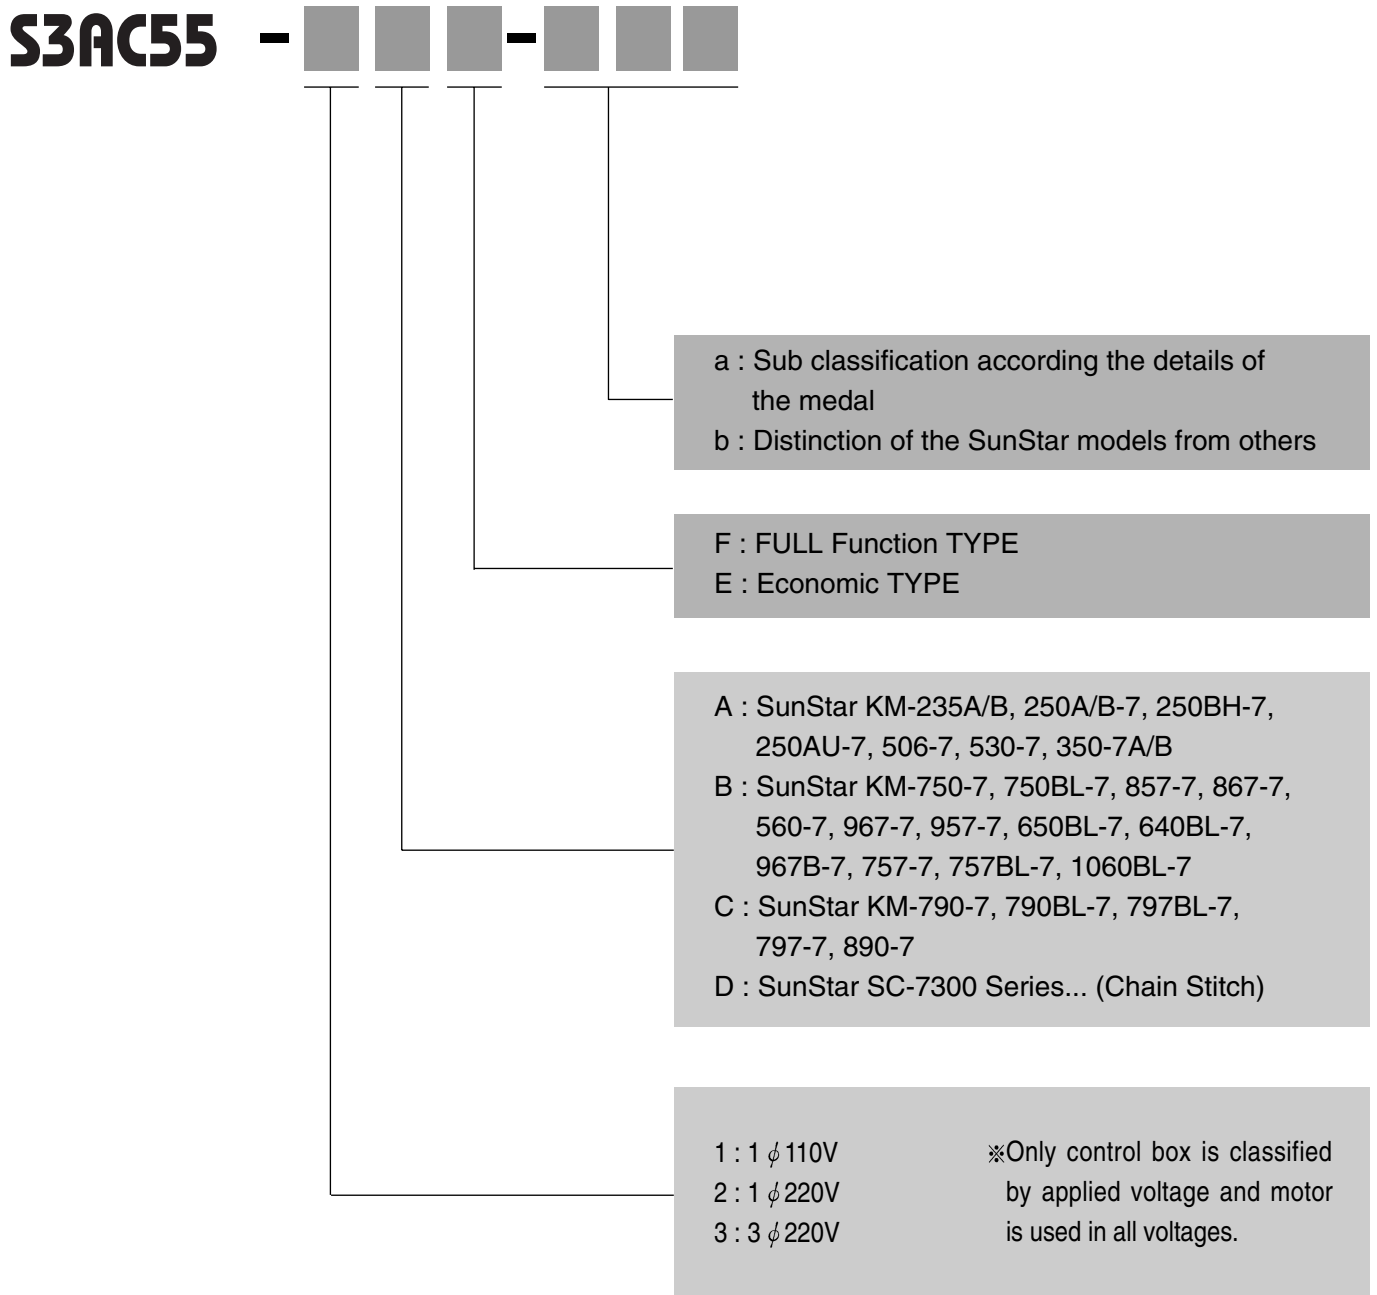 S3AC55 - -
a : Sub classification according the details of
the medal
b : Distinction of the SunStar models from others
F : FULL Function TYPE
E : Economic TYPE
A : SunStar KM-235A/B, 250A/B-7, 250BH-7,
250AU-7, 506-7, 530-7, 350-7A/B
B : SunStar KM-750-7, 750BL-7, 857-7, 867-7,
560-7, 967-7, 957-7, 650BL-7, 640BL-7,
967B-7, 757-7, 757BL-7, 1060BL-7
C : SunStar KM-790-7, 790BL-7, 797BL-7,
797-7, 890-7
D : SunStar SC-7300 Series... (Chain Stitch)
1 : 1 ϕ 110V
2 : 1 ϕ 220V
3 : 3 ϕ 220V
※Only control box is classified
by applied voltage and motor
is used in all voltages.